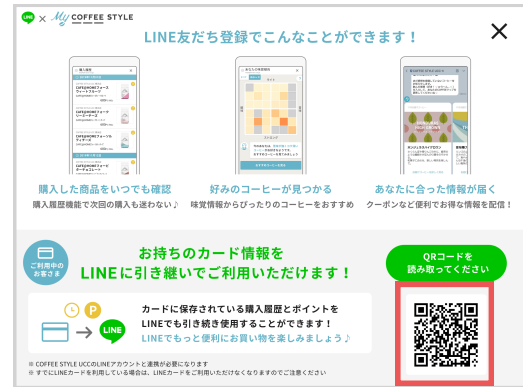 LINE × My COFFEE STYLE
LINE友だち登録でこんなことができます！
購入した商品をいつでも確認
購入履歴機能で次回の購入も迷わない♪
好みのコーヒーが見つかる
味覚情報からぴったりのコーヒーをおすすめ
あなたに合った情報が届く
クーポンなど便利でお得な情報を配信！
ご利用中の
お客さま
お持ちのカード情報を
LINEに引き継いでご利用いただけます！
QRコードを
読み取ってください
P
LINE
カードに保存されている購入履歴とポイントを
LINEでも引き続き使用することができます！
LINEでもっと便利にお買い物を楽しみましょう♪
※ COFFEE STYLE UCCのLINEアカウントと連携が必要になります
※ すでにLINEカードを利用している場合は、LINEカードをご利用いただけなくなりますのでご注意ください